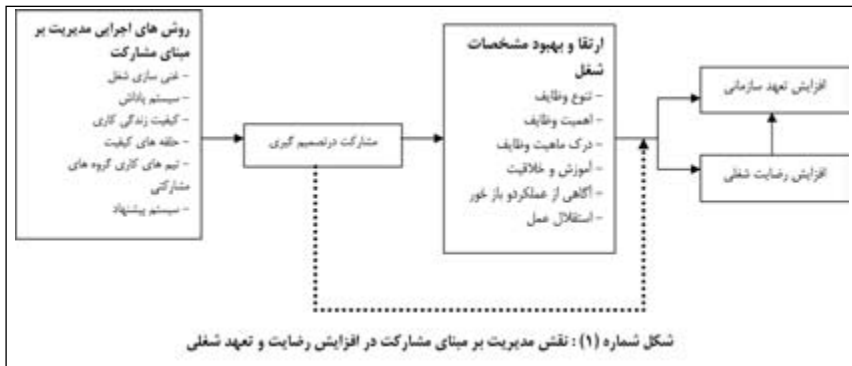 روش های اجرایی مدیریت بر
مبنای مشارکت
- غنی سازی شغل
- سیستم پاداش
- کیفیت زندگی کاری
- حلقه های کیفیت
- تیم های کاری گروه های
مشارکتی
- سیستم پیشنهاد
مشارکت درتصمیم گیری
ارتقا و بهبود مشخصات
شغل
- تنوع وظایف
- اهمیت وظایف
- درک ماهیت وظایف
- آموزش و خلاقیت
- آگاهی از عملکردو باز خور
- استقلال عمل
افزایش تعهد سازمانی
افزایش رضایت شغلی
شکل شماره (۱) : نقش مدیریت بر مبنای مشارکت در افزایش رضایت و تعهد شغلی